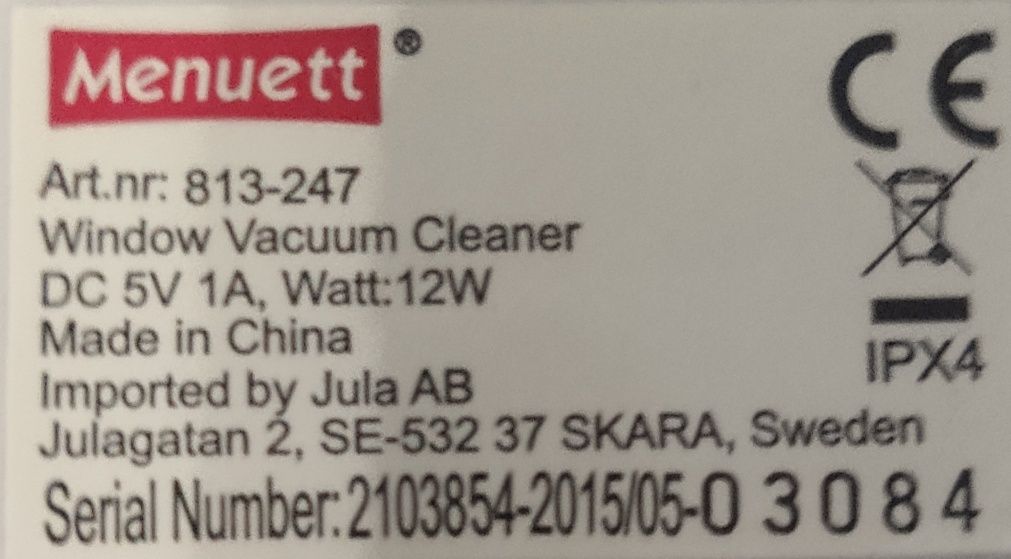 Menuett®
CE
Art.nr: 813-247
Window Vacuum Cleaner
DC 5V 1A, Watt:12W
Made in China
IPX4
Imported by Jula AB
Julagatan 2, SE-532 37 SKARA, Sweden
Serial Number:2103854-2015/05-0 3 0 8 4